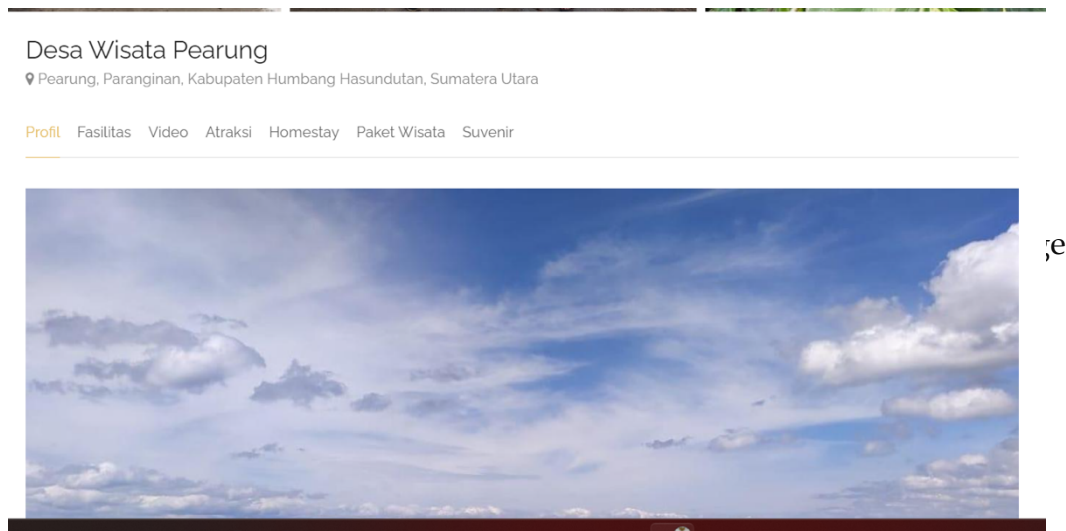 Desa Wisata Pearung
Pearung, Paranginan, Kabupaten Humbang Hasundutan, Sumatera Utara
Profil Fasilitas Video Atraksi Homestay Paket Wisata Suvenir